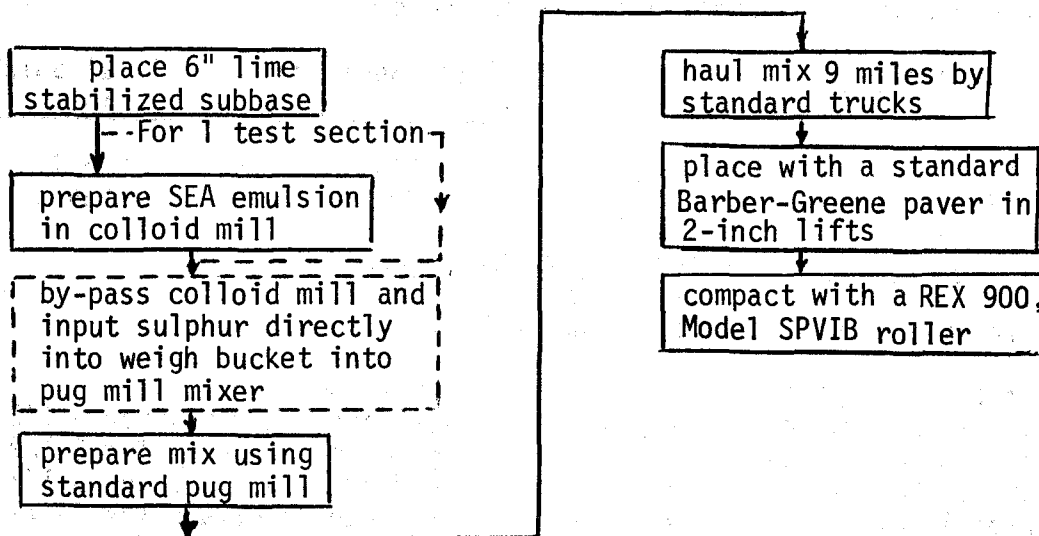 place 6" lime
stabilized subbase
For 1 test section
prepare SEA emulsion
in colloid mill
by-pass colloid mill and
input sulphur directly
into weigh bucket into
pug mill mixer
prepare mix using
standard pug mill
haul mix 9 miles by
standard trucks
place with a standard
Barber-Greene paver in
2-inch lifts
compact with a REX 900,
Model SPVIB roller